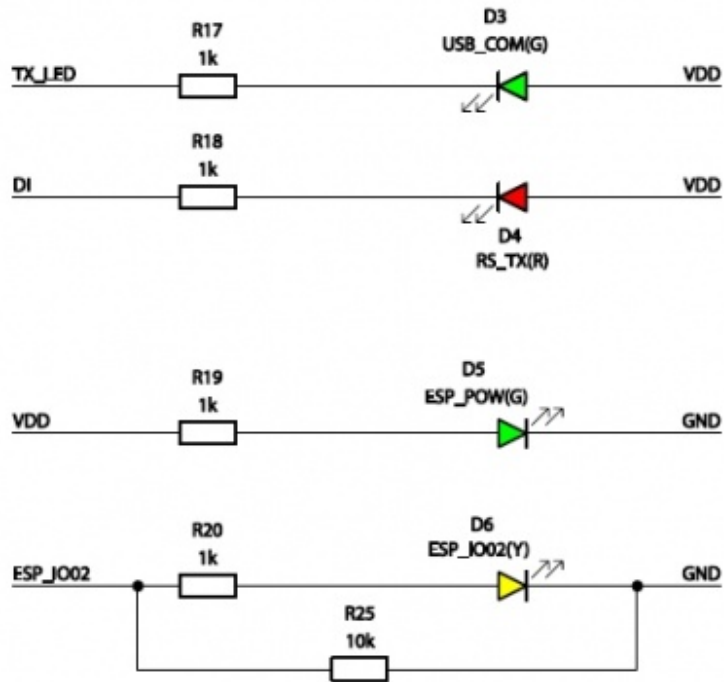 D3
R17
USB_COM(G)
1k
TX_LED
VDD
R18
1k
DI
VDD
D4
RS_TX(R)
D5
R19
ESP_POW(G)
1k
VDD
GND
D6
R20
ESP_IO02(Y)
1k
ESP_IO02
GND
R25
10k